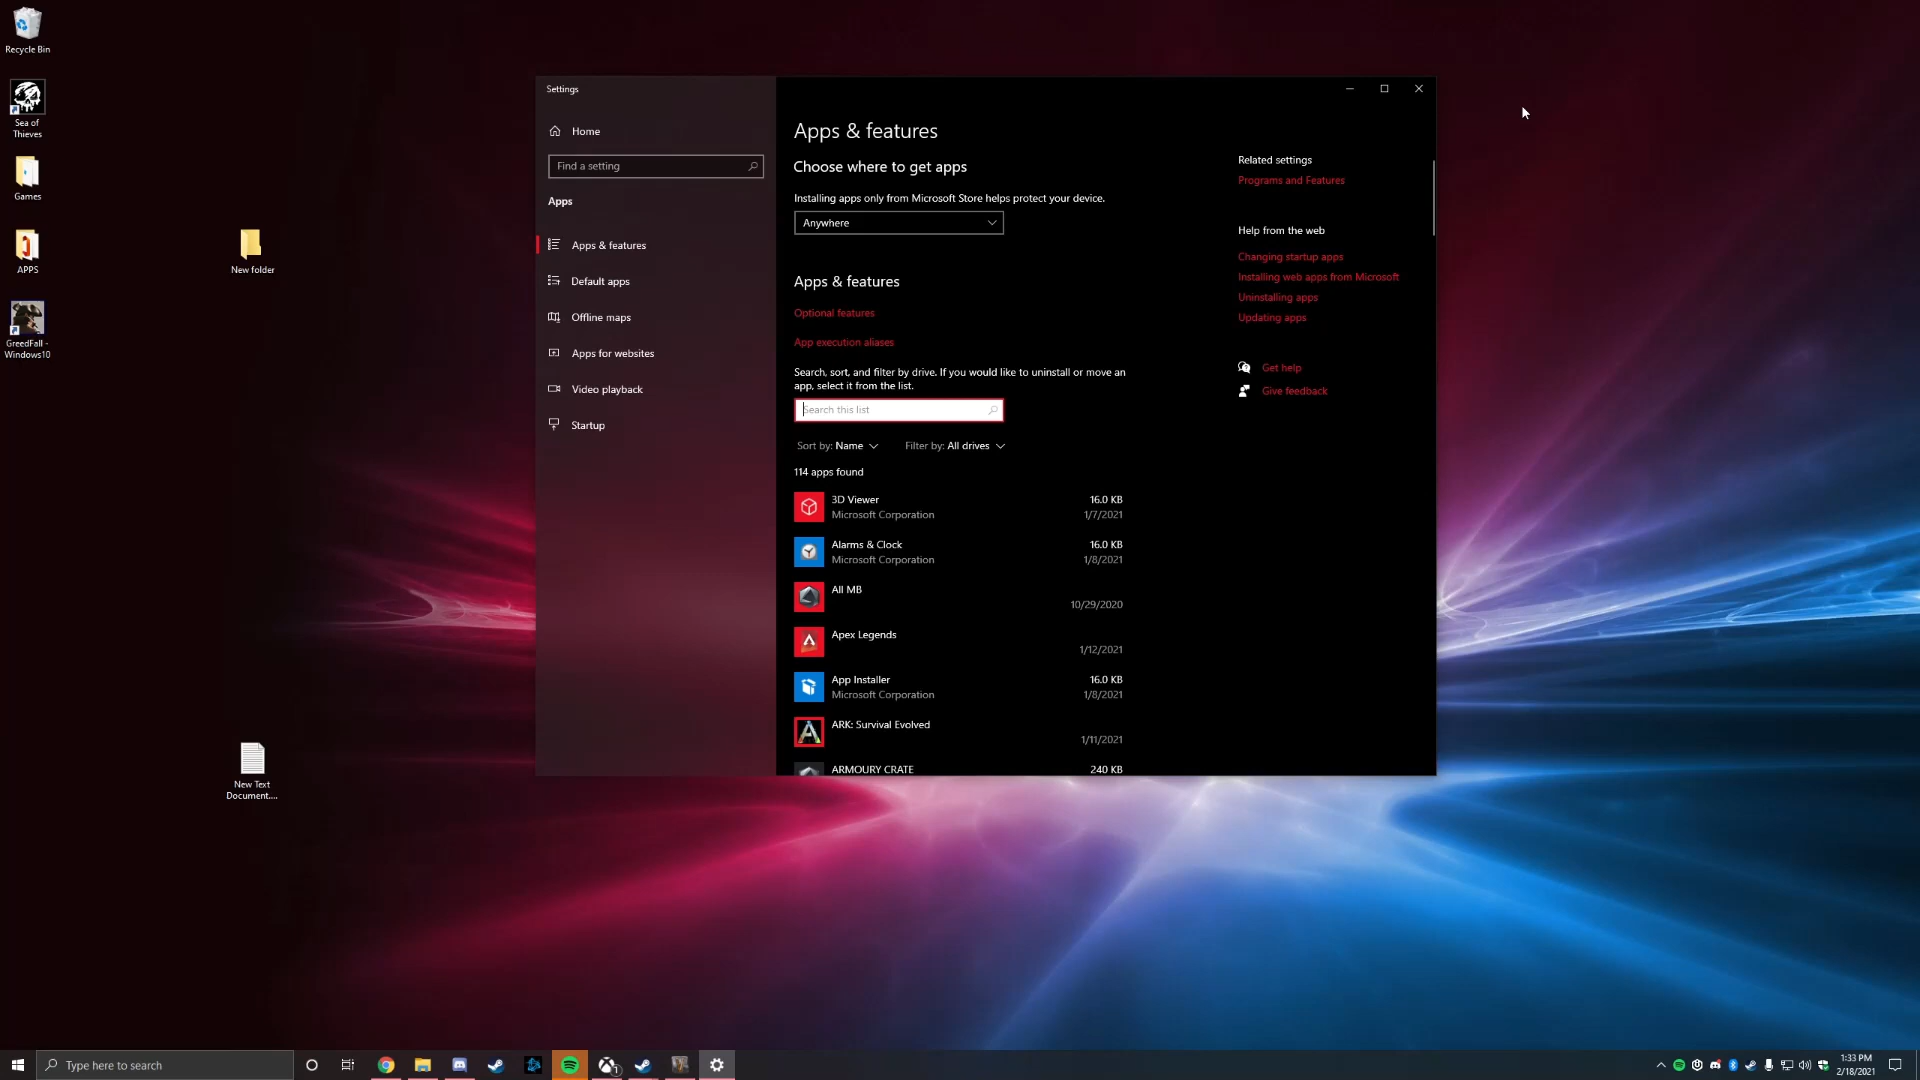 Recycle Bin
Sea of
Thieves
Games
APPS
GreedFall -
Windows10
New folder
New Text
Document....
Settings
Home
Find a setting
Apps
Apps & features
Default apps
Offline maps
Apps for websites
Video playback
Startup
Apps & features
Choose where to get apps
Installing apps only from Microsoft Store helps protect your device.
Anywhere
Apps & features
Optional features
App execution aliases
Search, sort, and filter by drive. If you would like to uninstall or move an
app, select it from the list.
Search this list
Sort by: Name Filter by: All drives
114 apps found
3D Viewer 16.0 KB
Microsoft Corporation 1/7/2021
Alarms & Clock 16.0 KB
Microsoft Corporation 1/8/2021
All MB
10/29/2020
Apex Legends
1/12/2021
App Installer 16.0 KB
Microsoft Corporation 1/8/2021
ARK: Survival Evolved
1/11/2021
ARMOURY CRATE 240 KB
Related settings
Programs and Features
Help from the web
Changing startup apps
Installing web apps from Microsoft
Uninstalling apps
Updating apps
Get help
Give feedback
Type here to search
1
1:33 PM
2/18/2021